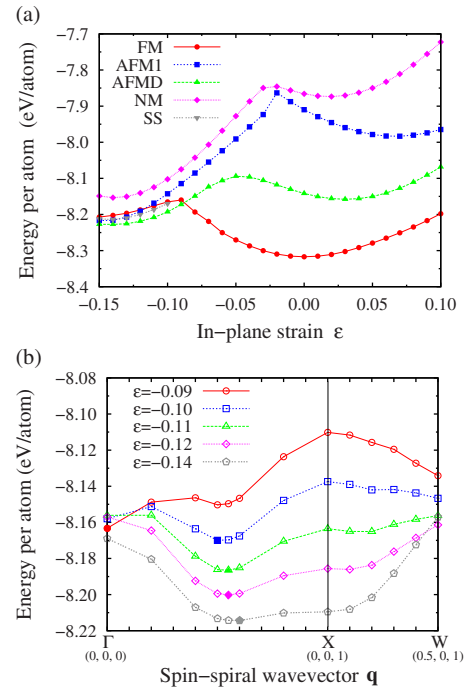 (a)
FM
AFM1
AFMD
NM
SS
Energy per atom (eV/atom)
−7.7
−7.8
−7.9
−8.0
−8.1
−8.2
−8.3
−8.4
−0.15 −0.10 −0.05 0.00 0.05 0.10
In−plane strain ε
(b)
ε=−0.09
ε=−0.10
ε=−0.11
ε=−0.12
ε=−0.14
Energy per atom (eV/atom)
−8.08
−8.10
−8.12
−8.14
−8.16
−8.18
−8.20
−8.22
Γ X W
(0, 0, 0) (0, 0, 1) (0.5, 0, 1)
Spin−spiral wavevector q